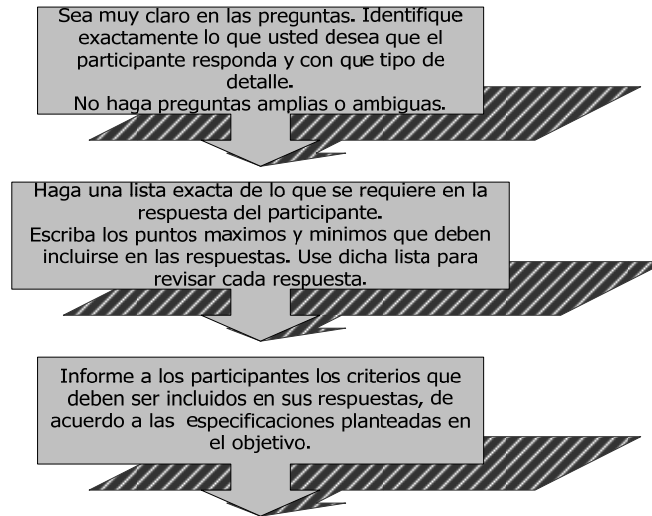 Sea muy claro en las preguntas. Identifique
exactamente lo que usted desea que el
participante responda y con que tipo de
detalle.
No haga preguntas amplias o ambiguas.
Haga una lista exacta de lo que se requiere en la
respuesta del participante.
Escriba los puntos maximos y minimos que deben
incluirse en las respuestas. Use dicha lista para
revisar cada respuesta.
Informe a los participantes los criterios que
deben ser incluidos en sus respuestas, de
acuerdo a las especificaciones planteadas en
el objetivo.